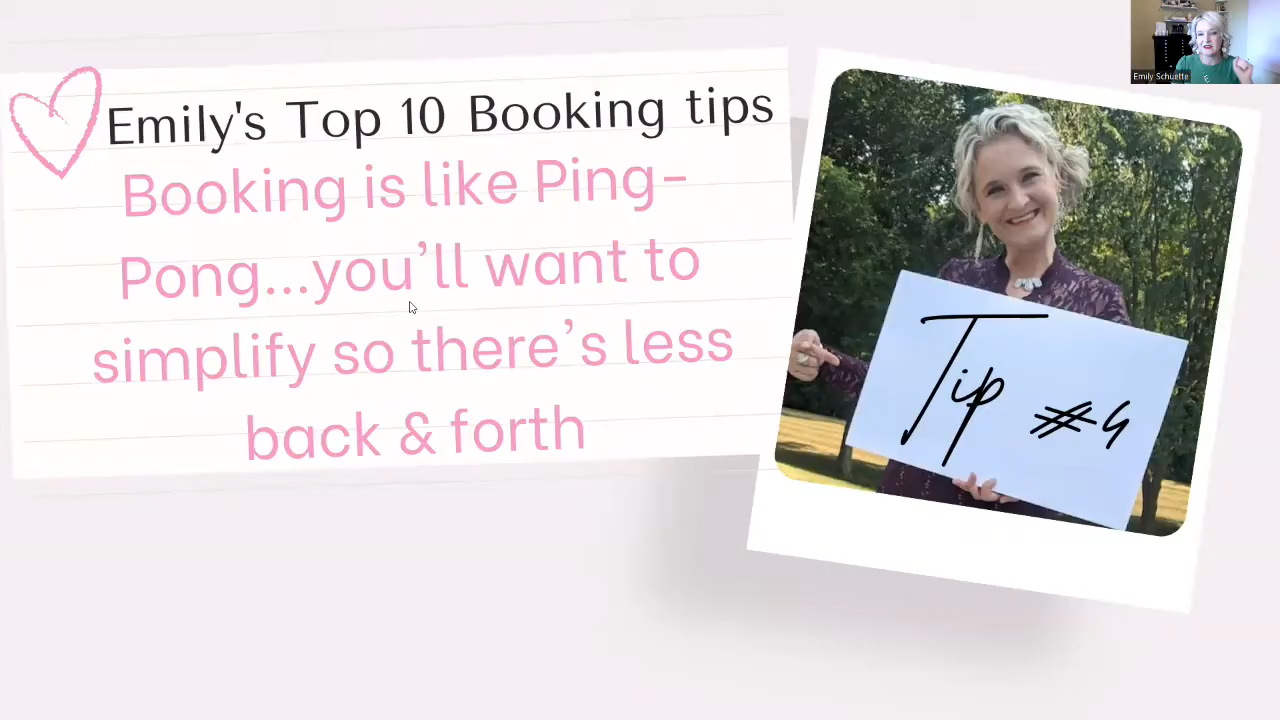 Emily's Top 10 Booking tips
Booking is like Ping-
Pong...you'll want to
simplify so there's less
back & forth
Tip #4
Emily Schuette
E